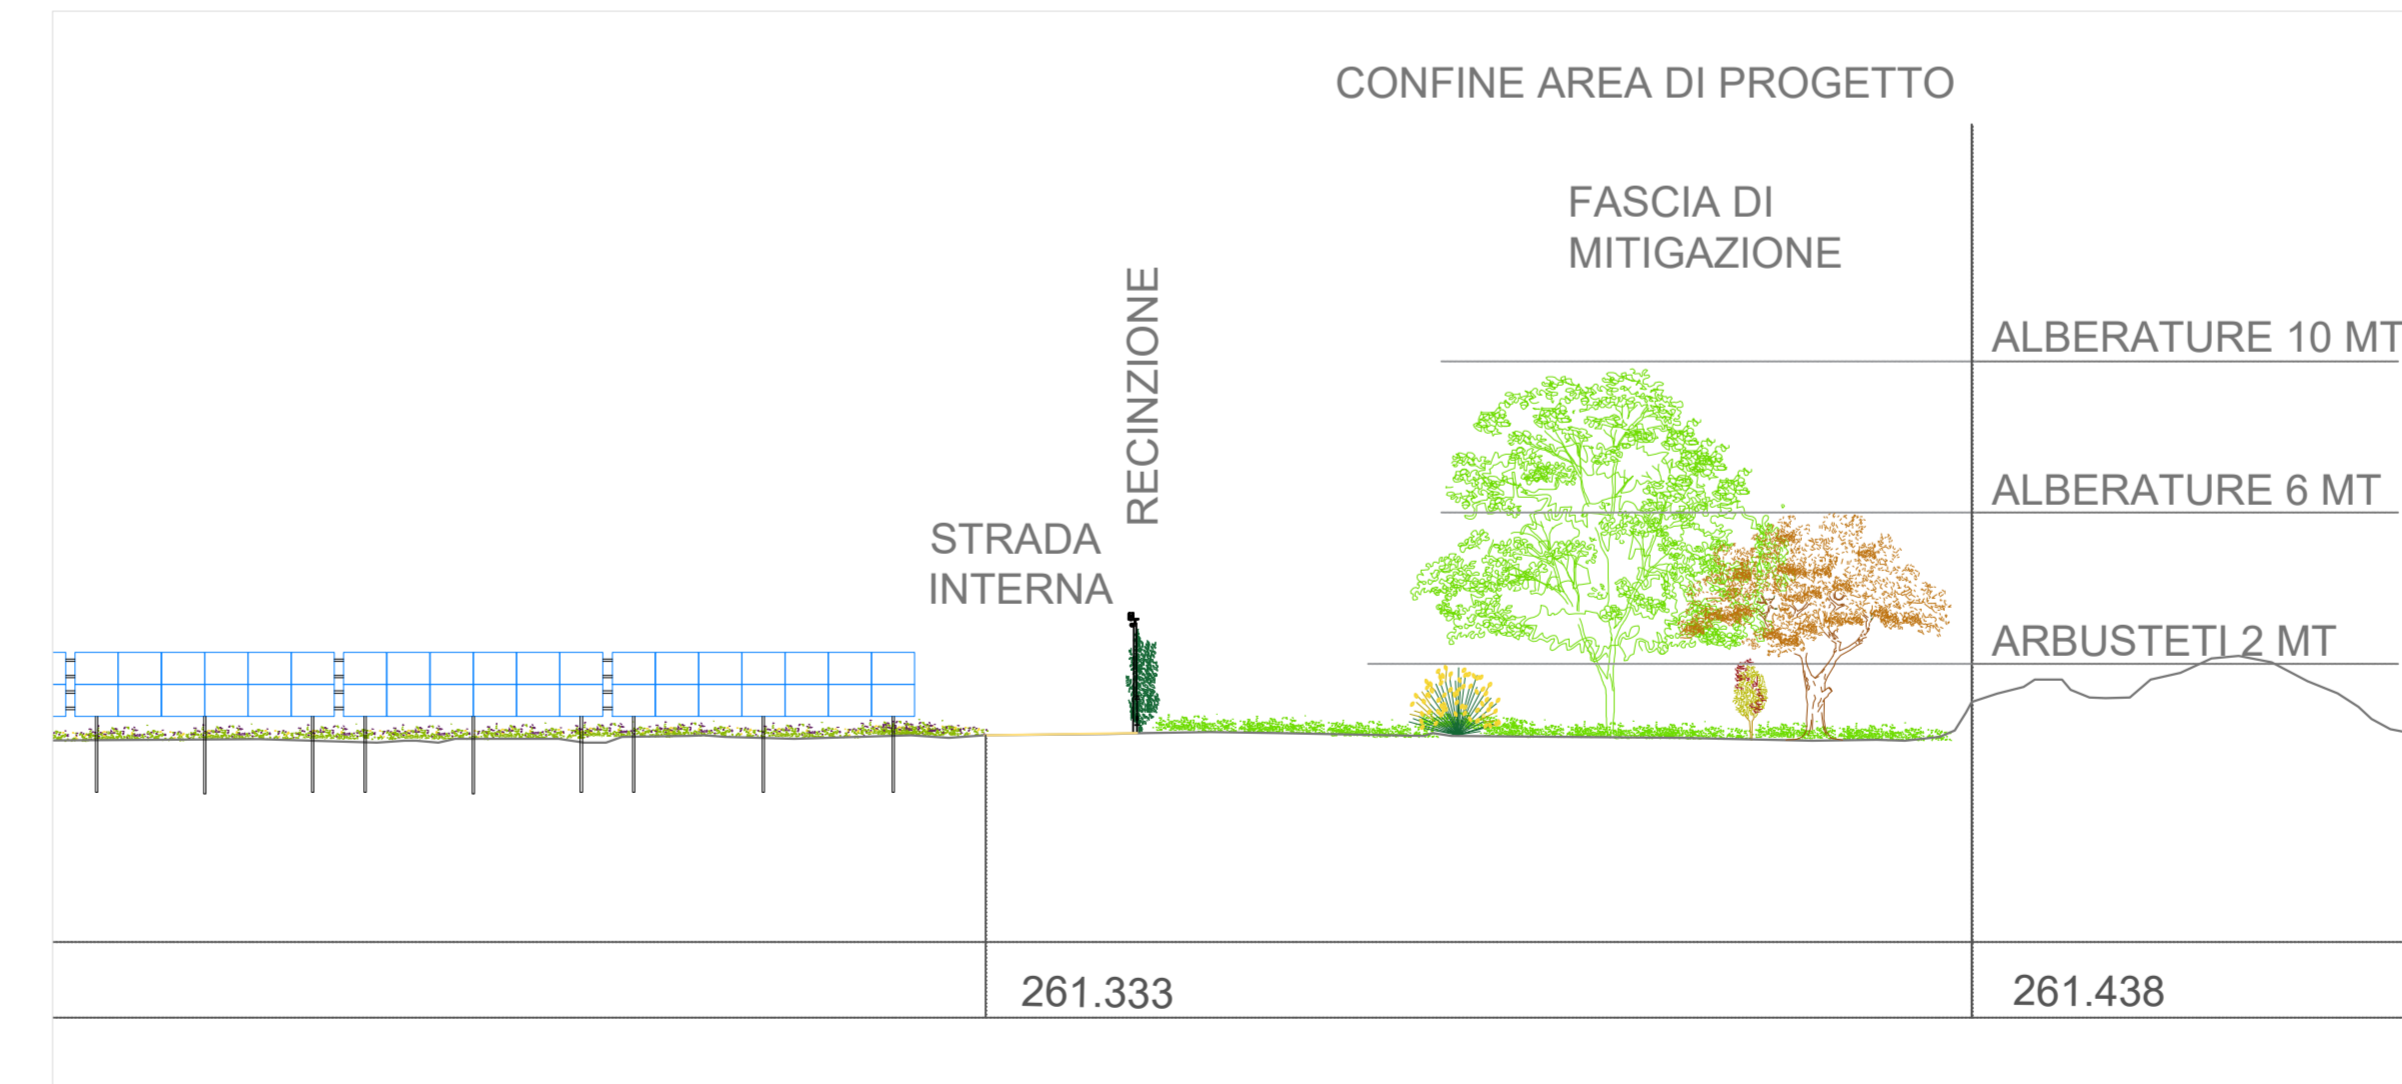 CONFINE AREA DI PROGETTO
FASCIA DI
MITIGAZIONE
RECINZIONE
STRADA
INTERNA
ALBERATURE 10 MT
ALBERATURE 6 MT
ARBUSTETI 2 MT
261.333
261.438